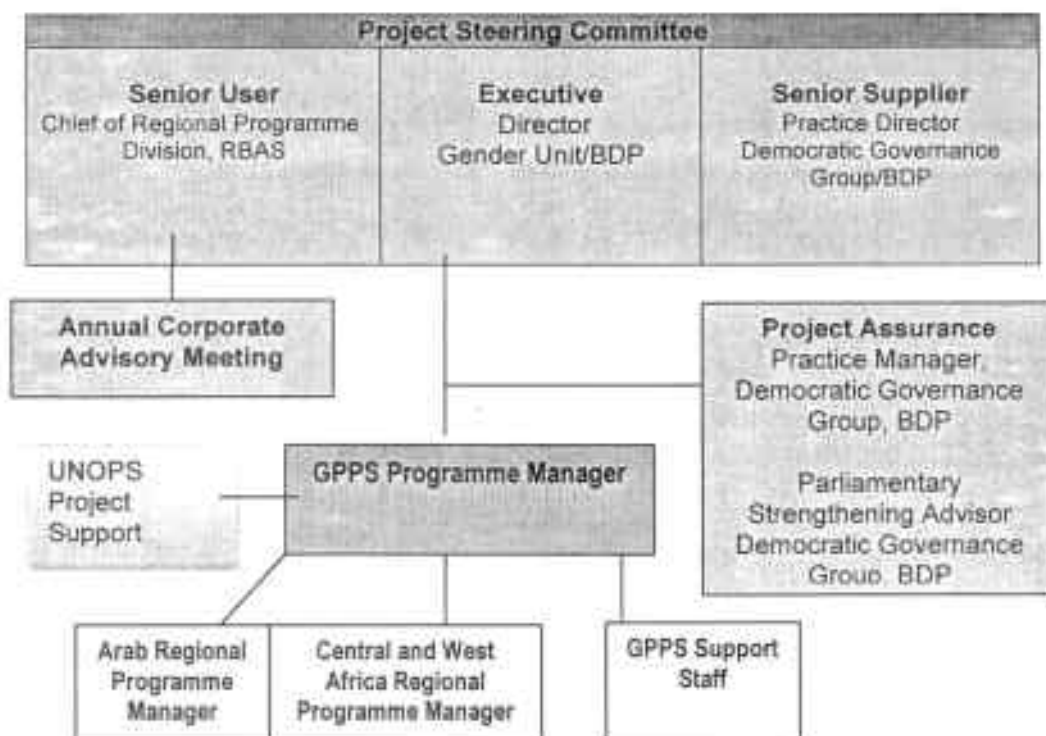 Project Steering Committee
Senior User
Chief of Regional Programme
Division, RBAS
Executive
Director
Gender Unit/BDP
Senior Supplier
Practice Director
Democratic Governance
Group/BDP
Annual Corporate
Advisory Meeting
Project Assurance
Practice Manager,
Democratic Governance
Group, BDP
Parliamentary
Strengthening Advisor
Democratic Governance
Group, BDP
UNOPS
Project
Support
GPPS Programme Manager
Arab Regional
Programme
Manager
Central and West
Africa Regional
Programme Manager
GPPS Support
Staff